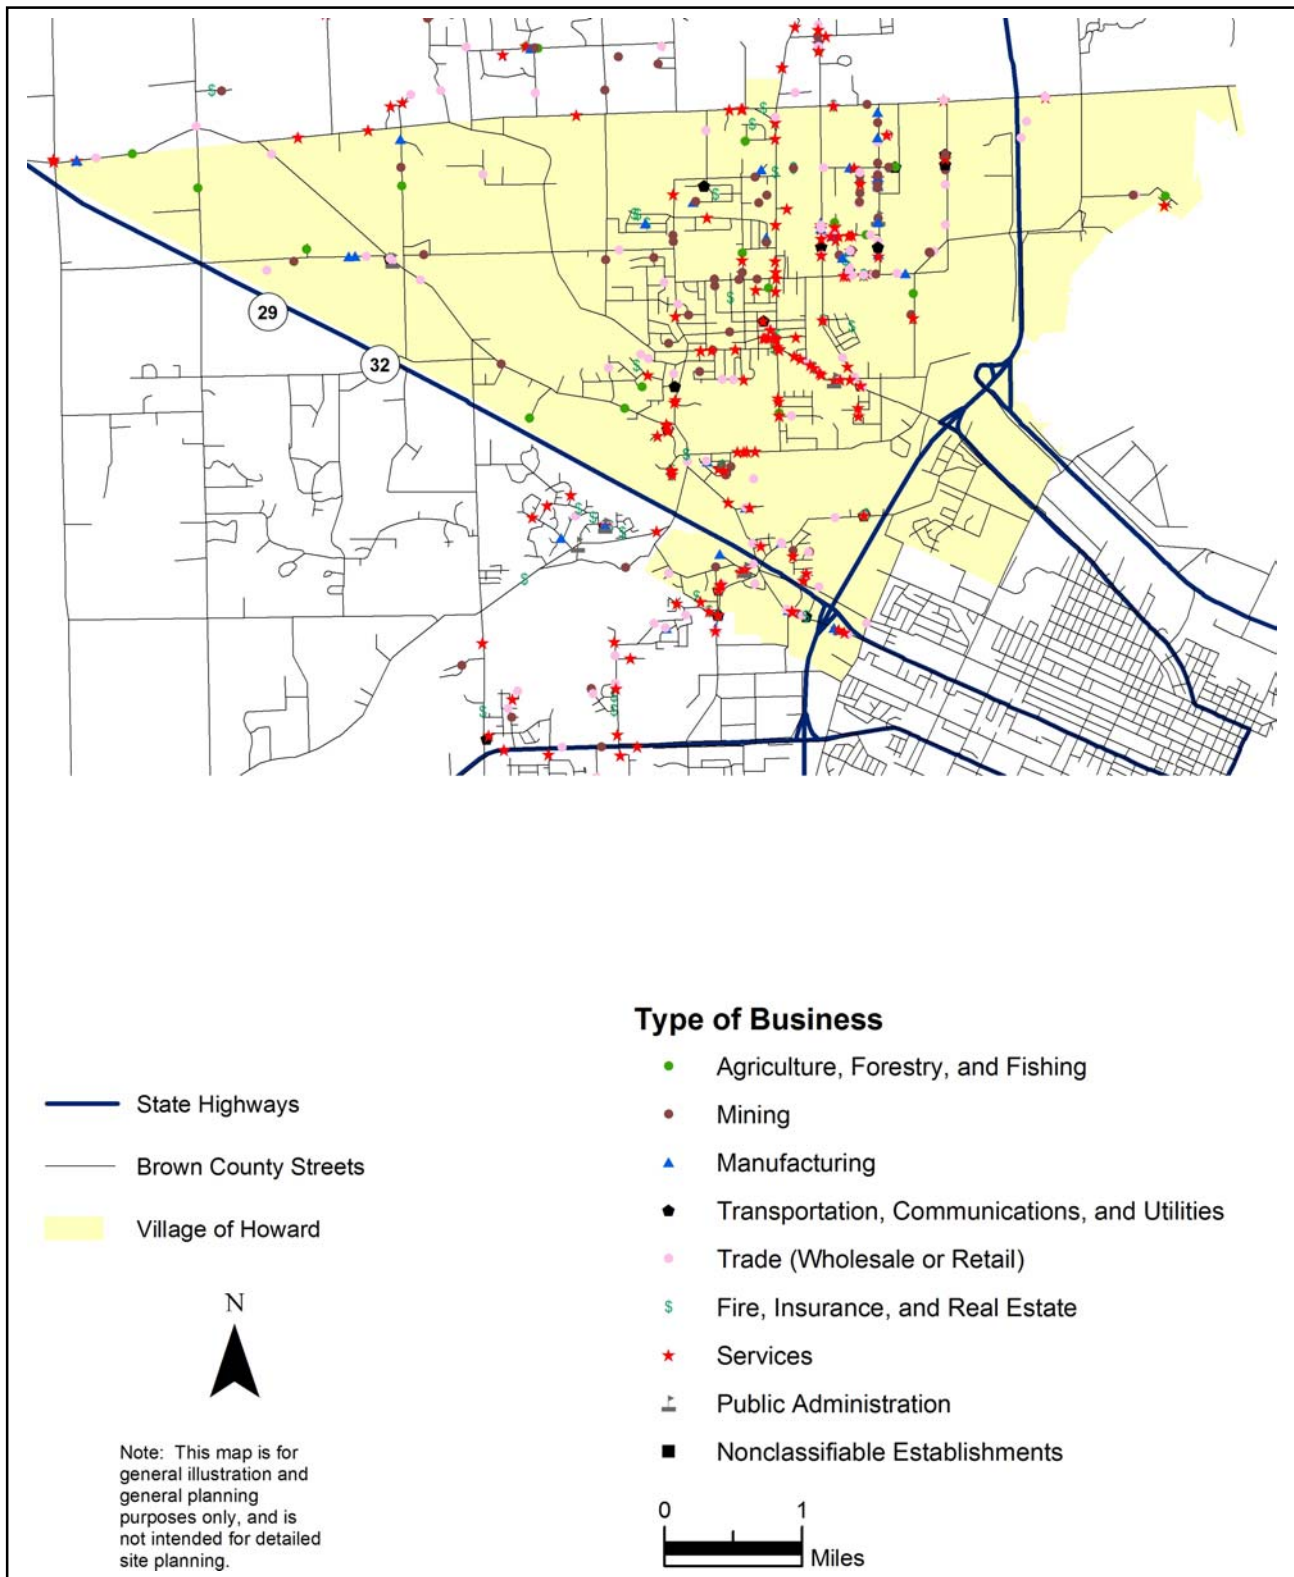 29
32
Type of Business
Agriculture, Forestry, and Fishing
Mining
Manufacturing
Transportation, Communications, and Utilities
Trade (Wholesale or Retail)
Fire, Insurance, and Real Estate
Services
Public Administration
Nonclassifiable Establishments
0 1
Miles
State Highways
Brown County Streets
Village of Howard
N
Note: This map is for
general illustration and
general planning
purposes only, and is
not intended for detailed
site planning.